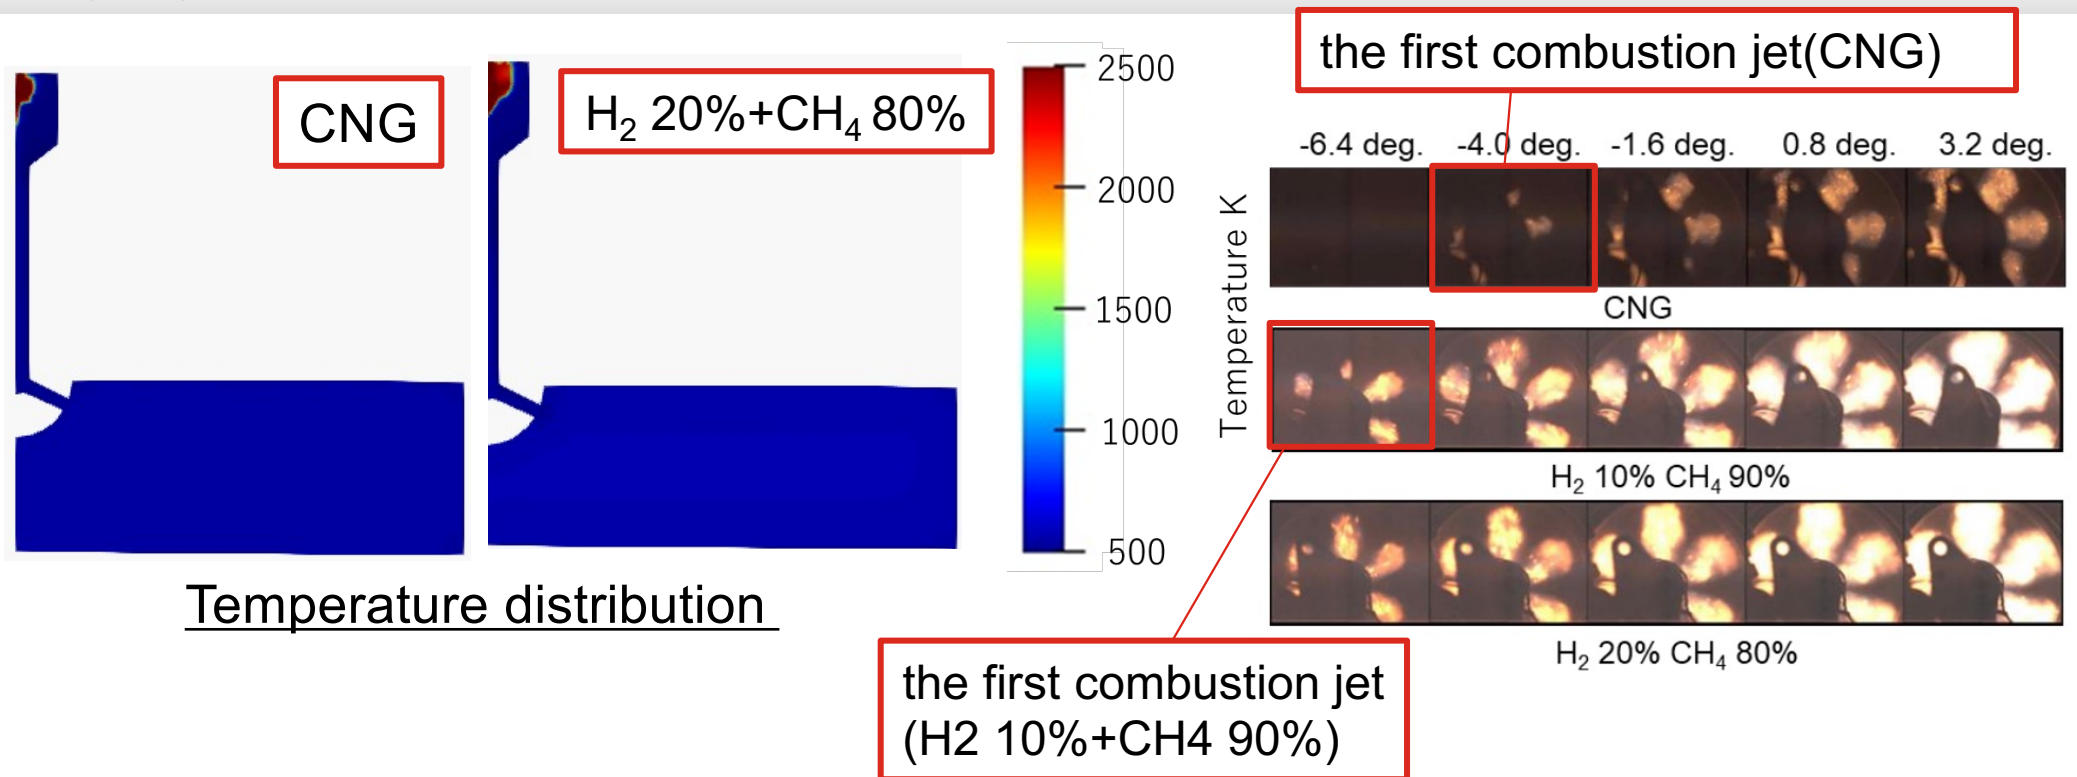 CNG
H₂ 20%+CH₄ 80%
2500
2000
1500
1000
500
Temperature K
Temperature distribution
the first combustion jet(CNG)
-6.4 deg. -4.0 deg. -1.6 deg. 0.8 deg. 3.2 deg.
CNG
H₂ 10% CH₄ 90%
H₂ 20% CH₄ 80%
the first combustion jet
(H2 10%+CH4 90%)